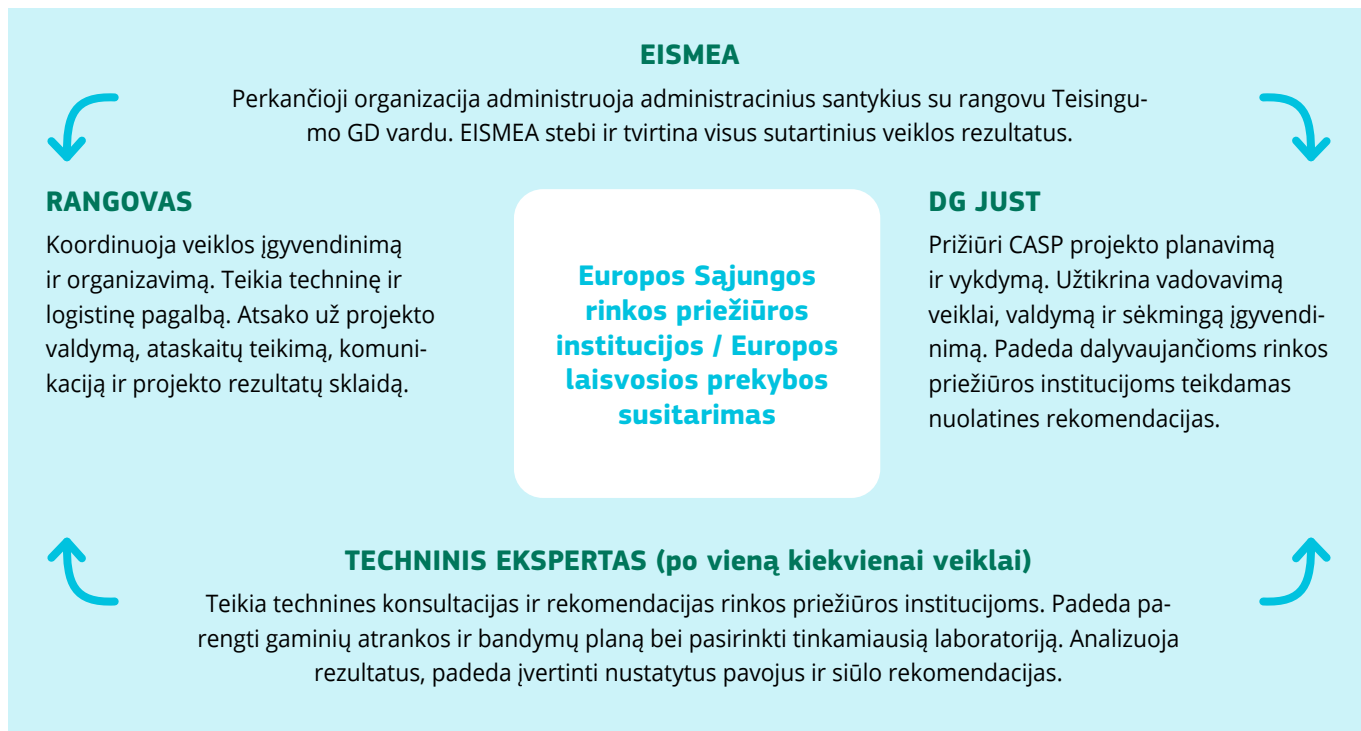 EISMEA
Perkančioji organizacija administruoja administracinius santykius su rangovu Teisingu-
mo GD vardu. EISMEA stebi ir tvirtina visus sutartinius veiklos rezultatus.
RANGOVAS
Koordinuoja veiklos įgyvendinimą
ir organizavimą. Teikia techninę ir
logistinę pagalbą. Atsako už projekto
valdymą, ataskaitų teikimą, komuni-
kaciją ir projekto rezultatų sklaidą.
Europos Sąjungos
rinkos priežiūros
institucijos / Europos
laisvosios prekybos
susitarimas
DG JUST
Prižiūri CASP projekto planavimą
ir vykdymą. Užtikrina vadovavimą
veiklai, valdymą ir sėkmingą įgyvendi-
nimą. Padeda dalyvaujančioms rinkos
priežiūros institucijoms teikdamas
nuolatines rekomendacijas.
TECHNINIS EKSPERTAS (po vieną kiekvienai veiklai)
Teikia technines konsultacijas ir rekomendacijas rinkos priežiūros institucijoms. Padeda pa-
rengti gaminių atrankos ir bandymų planą bei pasirinkti tinkamiausią laboratoriją. Analizuoja
rezultatus, padeda įvertinti nustatytus pavojus ir siūlo rekomendacijas.